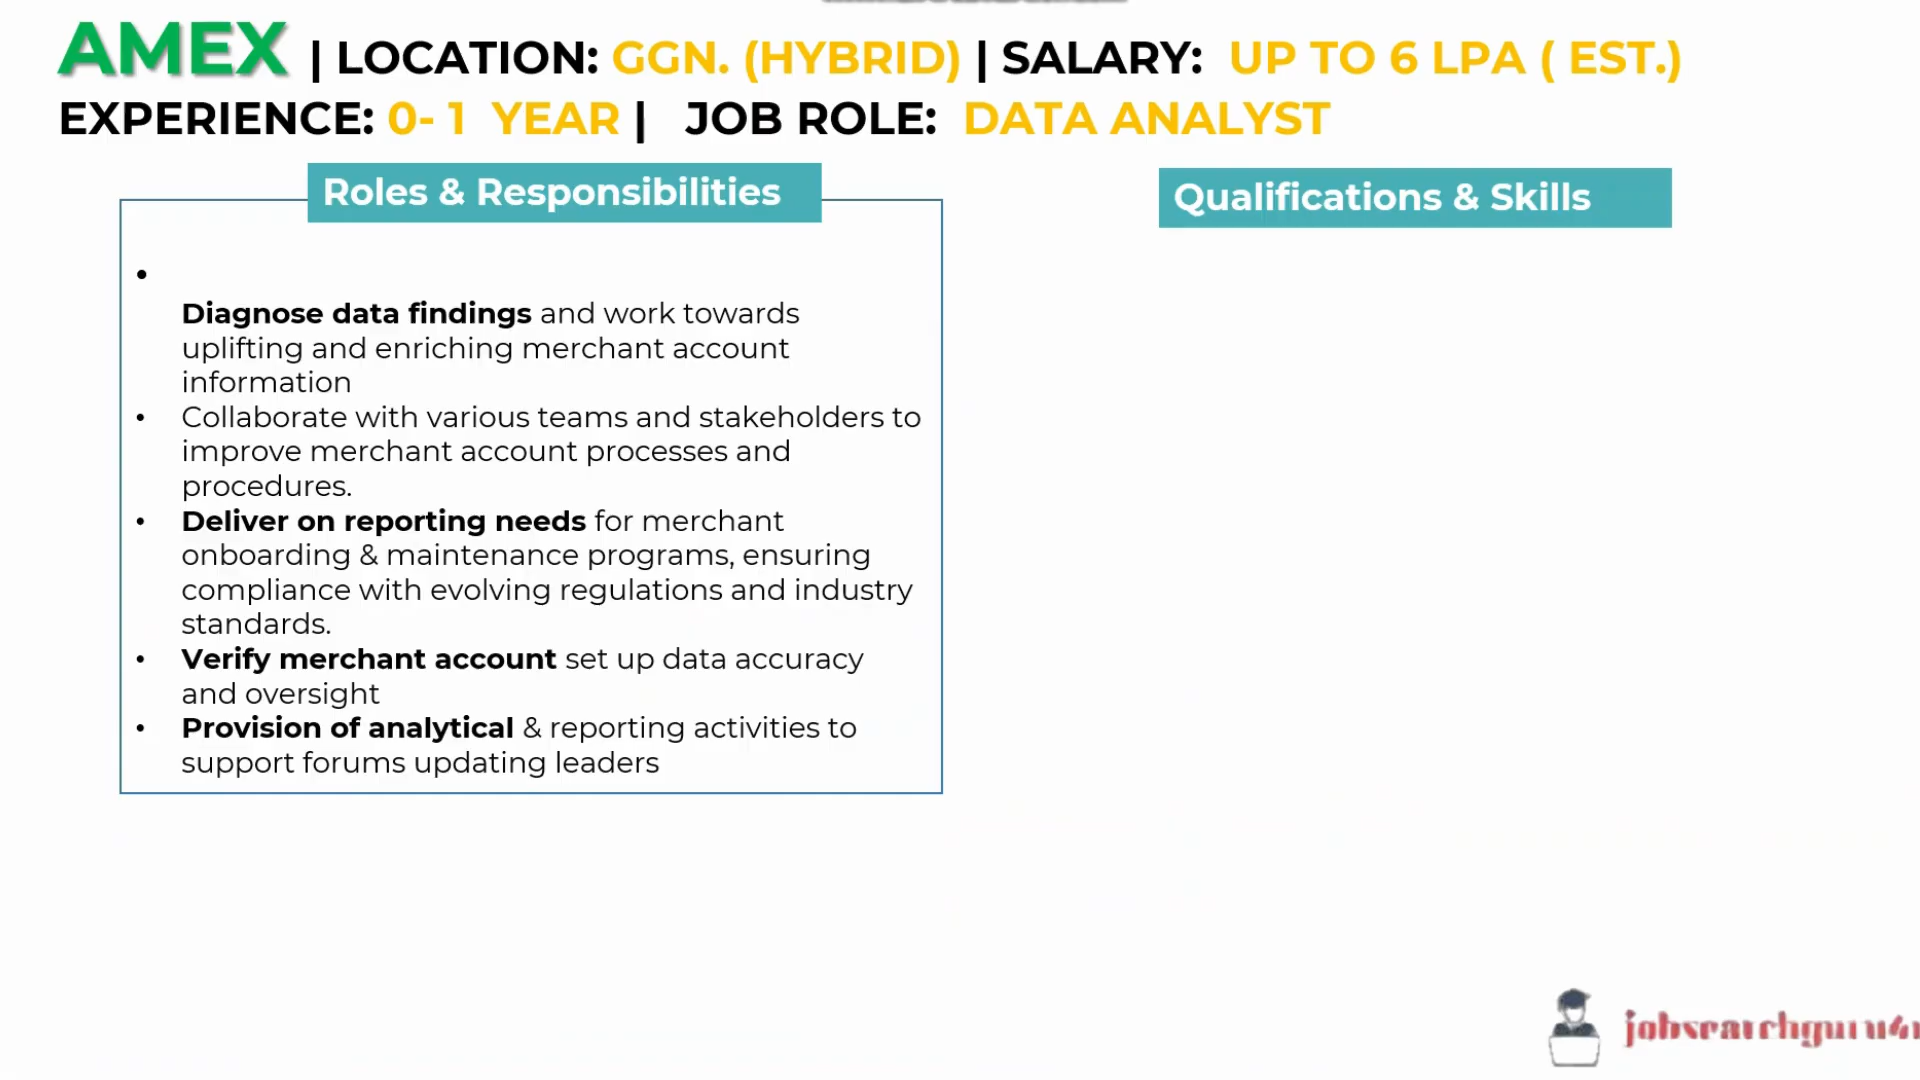 AMEX | LOCATION: GGN. (HYBRID) | SALARY: UP TO 6 LPA ( EST.)
EXPERIENCE: 0- 1 YEAR | JOB ROLE: DATA ANALYST
Roles & Responsibilities
•
Diagnose data findings and work towards
uplifting and enriching merchant account
information
• Collaborate with various teams and stakeholders to
improve merchant account processes and
procedures.
• Deliver on reporting needs for merchant
onboarding & maintenance programs, ensuring
compliance with evolving regulations and industry
standards.
• Verify merchant account set up data accuracy
and oversight
• Provision of analytical & reporting activities to
support forums updating leaders
Qualifications & Skills